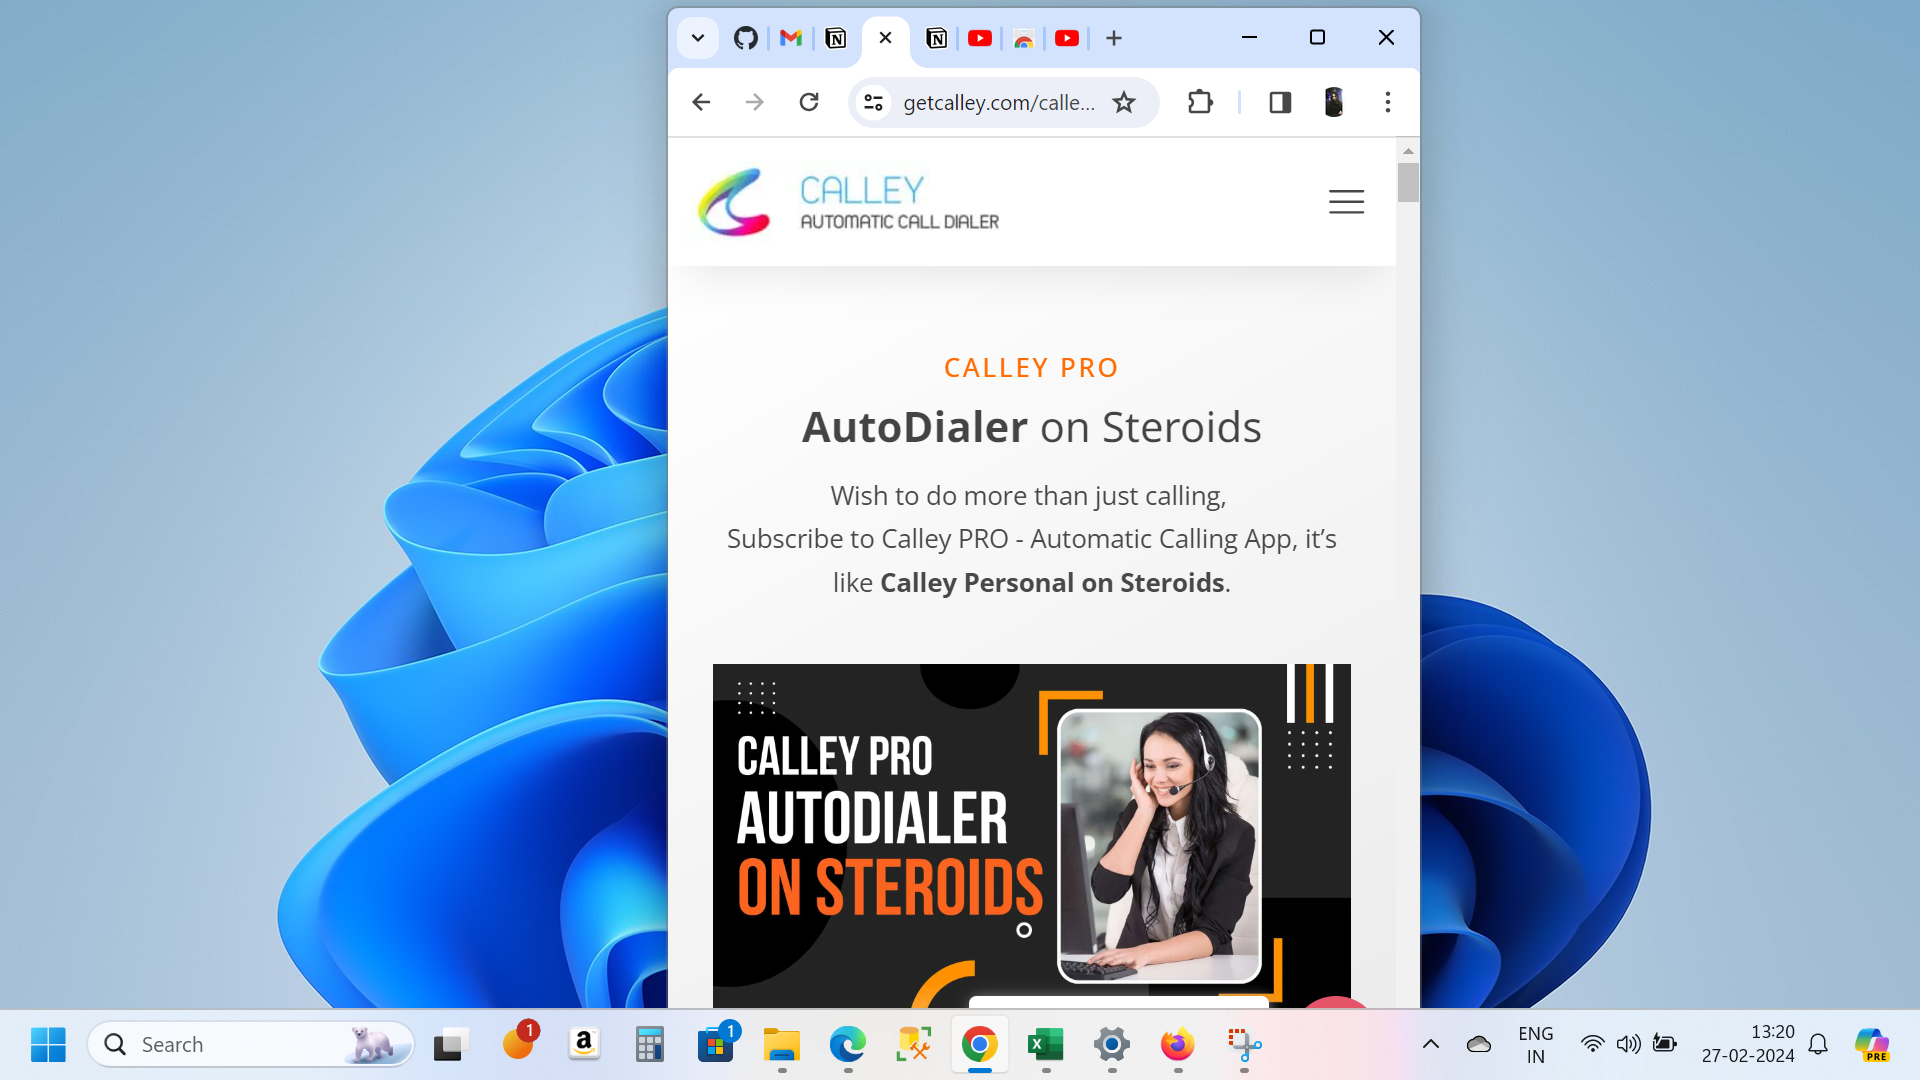 getcalley.com/calle...
CALLEY
AUTOMATIC CALL DIALER
CALLEY PRO
AutoDialer on Steroids
Wish to do more than just calling,
Subscribe to Calley PRO - Automatic Calling App, it’s
like Calley Personal on Steroids.
CALLEY PRO
AUTODIALER
ON STEROIDS
Search
1
1
ENG
IN
13:20
27-02-2024
PRE